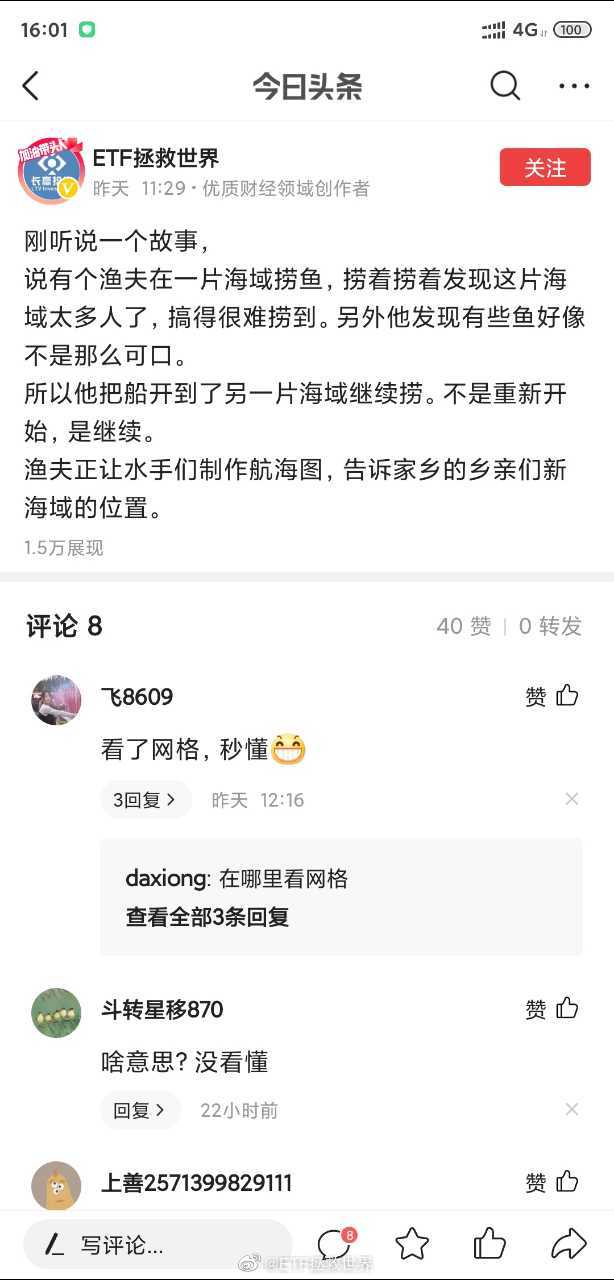 16:01
4G
100
今日头条
加油带头人
ETF拯救世界
关注
昨天 11:29·优质财经领域创作者
刚听说一个故事，
说有个渔夫在一片海域捞鱼，捞着捞着发现这片海
域太多人了，搞得很难捞到。另外他发现有些鱼好像
不是那么可口。
所以他把船开到了另一片海域继续捞。不是重新开
始，是继续。
渔夫正让水手们制作航海图，告诉家乡的乡亲们新
海域的位置。
1.5万展现
评论 8
40 赞 | 0 转发
飞8609
赞
看了网格，秒懂
3回复 >
昨天 12:16
daxiong: 在哪里看网格
查看全部3条回复
斗转星移870
赞
啥意思？没看懂
回复 >
22小时前
上善2571399829111
赞
写评论...
8
@ETF拯救世界